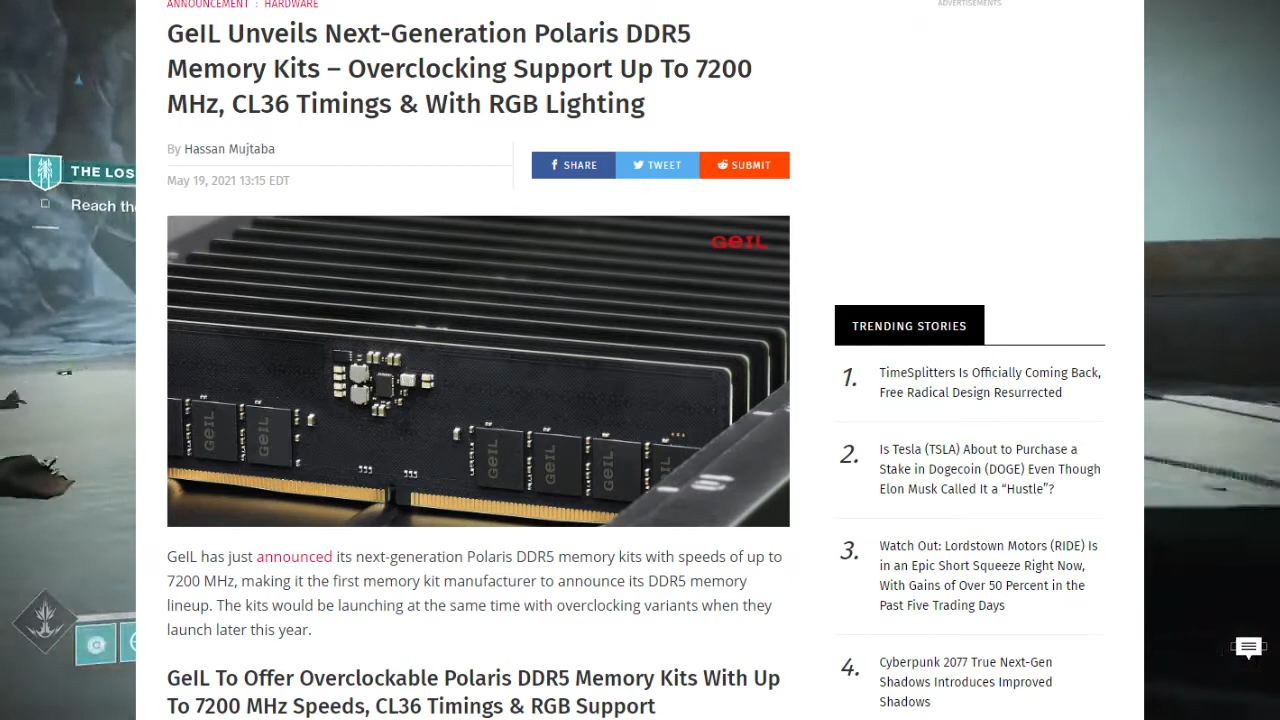 ANNOUNCEMENT : HARDWARE
GeIL Unveils Next-Generation Polaris DDR5
Memory Kits – Overclocking Support Up To 7200
MHz, CL36 Timings & With RGB Lighting
By Hassan Mujtaba
May 19, 2021 13:15 EDT
SHARE
TWEET
SUBMIT
GeIL
GeIL
GeIL
GeIL
GeIL
GeIL
GeIL
GeIL has just announced its next-generation Polaris DDR5 memory kits with speeds of up to
7200 MHz, making it the first memory kit manufacturer to announce its DDR5 memory
lineup. The kits would be launching at the same time with overclocking variants when they
launch later this year.
GeIL To Offer Overclockable Polaris DDR5 Memory Kits With Up
To 7200 MHz Speeds, CL36 Timings & RGB Support
ADVERTISEMENTS
TRENDING STORIES
1. TimeSplitters Is Officially Coming Back,
Free Radical Design Resurrected
2. Is Tesla (TSLA) About to Purchase a
Stake in Dogecoin (DOGE) Even Though
Elon Musk Called It a “Hustle”?
3. Watch Out: Lordstown Motors (RIDE) Is
in an Epic Short Squeeze Right Now,
With Gains of Over 50 Percent in the
Past Five Trading Days
4. Cyberpunk 2077 True Next-Gen
Shadows Introduces Improved
Shadows
THE LOS
Reach the